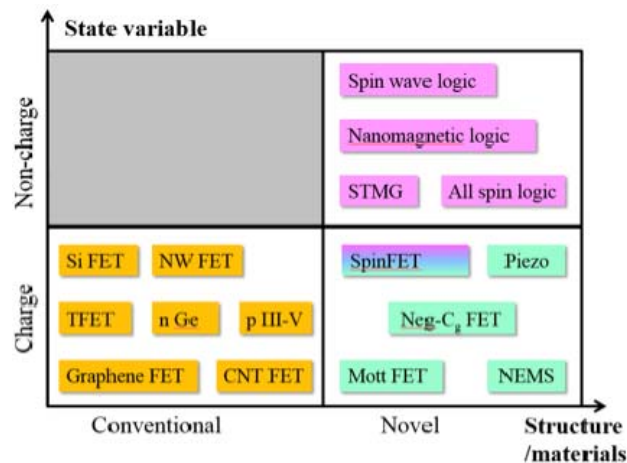 State variable
Non-charge
Spin wave logic
Nanomagnetic logic
STMG All spin logic
Charge
Si FET NW FET
TFET n Ge p III-V
Graphene FET CNT FET
SpinFET Piezo
Neg-Cg FET
Mott FET NEMS
Conventional Novel
Structure
/materials